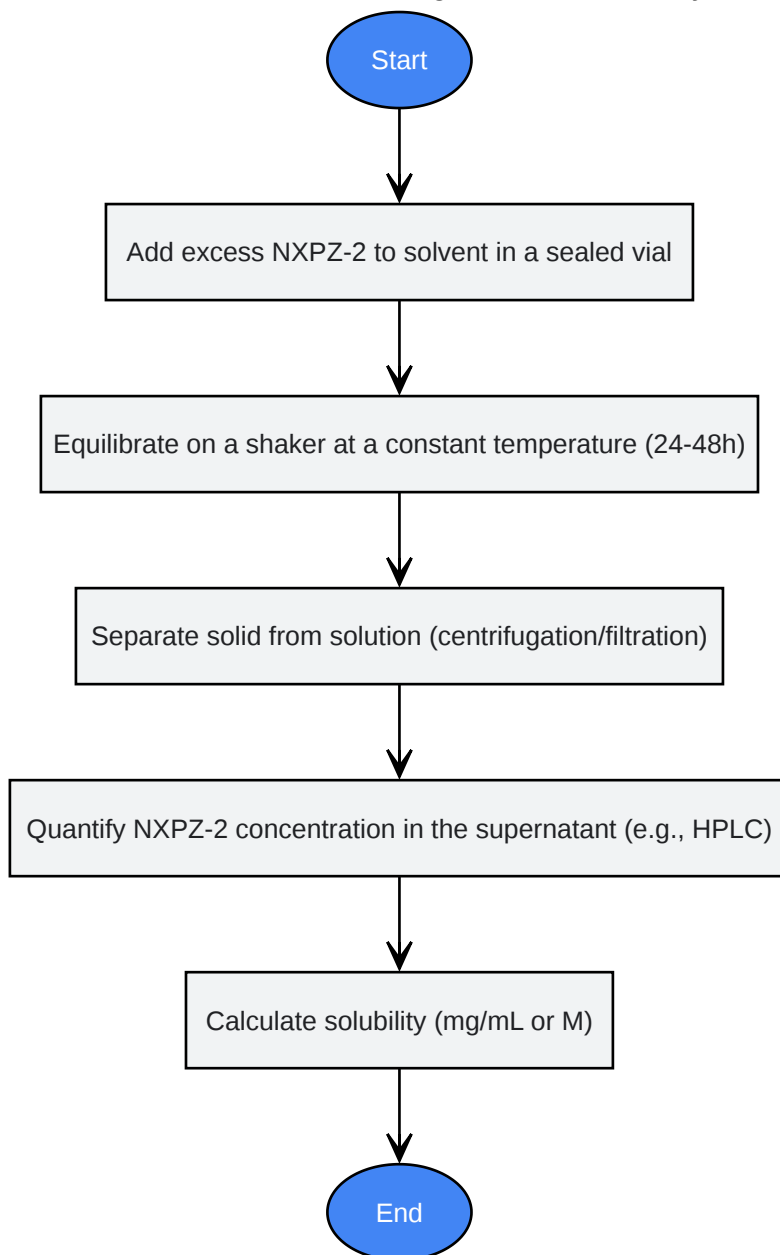 Start
Add excess NXPZ-2 to solvent in a sealed vial
Equilibrate on a shaker at a constant temperature (24-48h)
Separate solid from solution (centrifugation/filtration)
Quantify NXPZ-2 concentration in the supernatant (e.g., HPLC)
Calculate solubility (mg/mL or M)
End